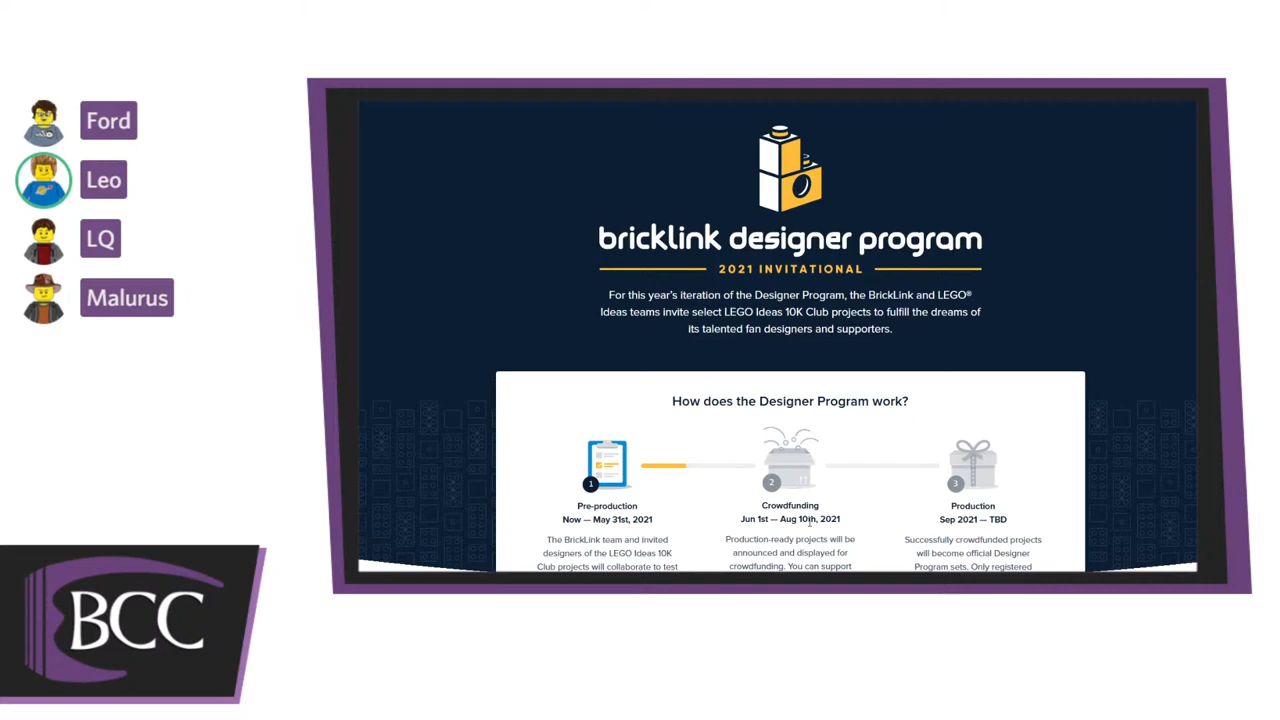 Ford
Leo
LQ
Malurus
BCC
bricklink designer program
2021 INVITATIONAL
For this year's iteration of the Designer Program, the BrickLink and LEGO®
Ideas teams invite select LEGO Ideas 10K Club projects to fulfill the dreams of
its talented fan designers and supporters.
How does the Designer Program work?
1
Pre-production
Now — May 31st, 2021
The BrickLink team and invited
designers of the LEGO Ideas 10K
Club projects will collaborate to test
2
Crowdfunding
Jun 1st — Aug 10th, 2021
Production-ready projects will be
announced and displayed for
crowdfunding. You can support
3
Production
Sep 2021 — TBD
Successfully crowdfunded projects
will become official Designer
Program sets. Only registered